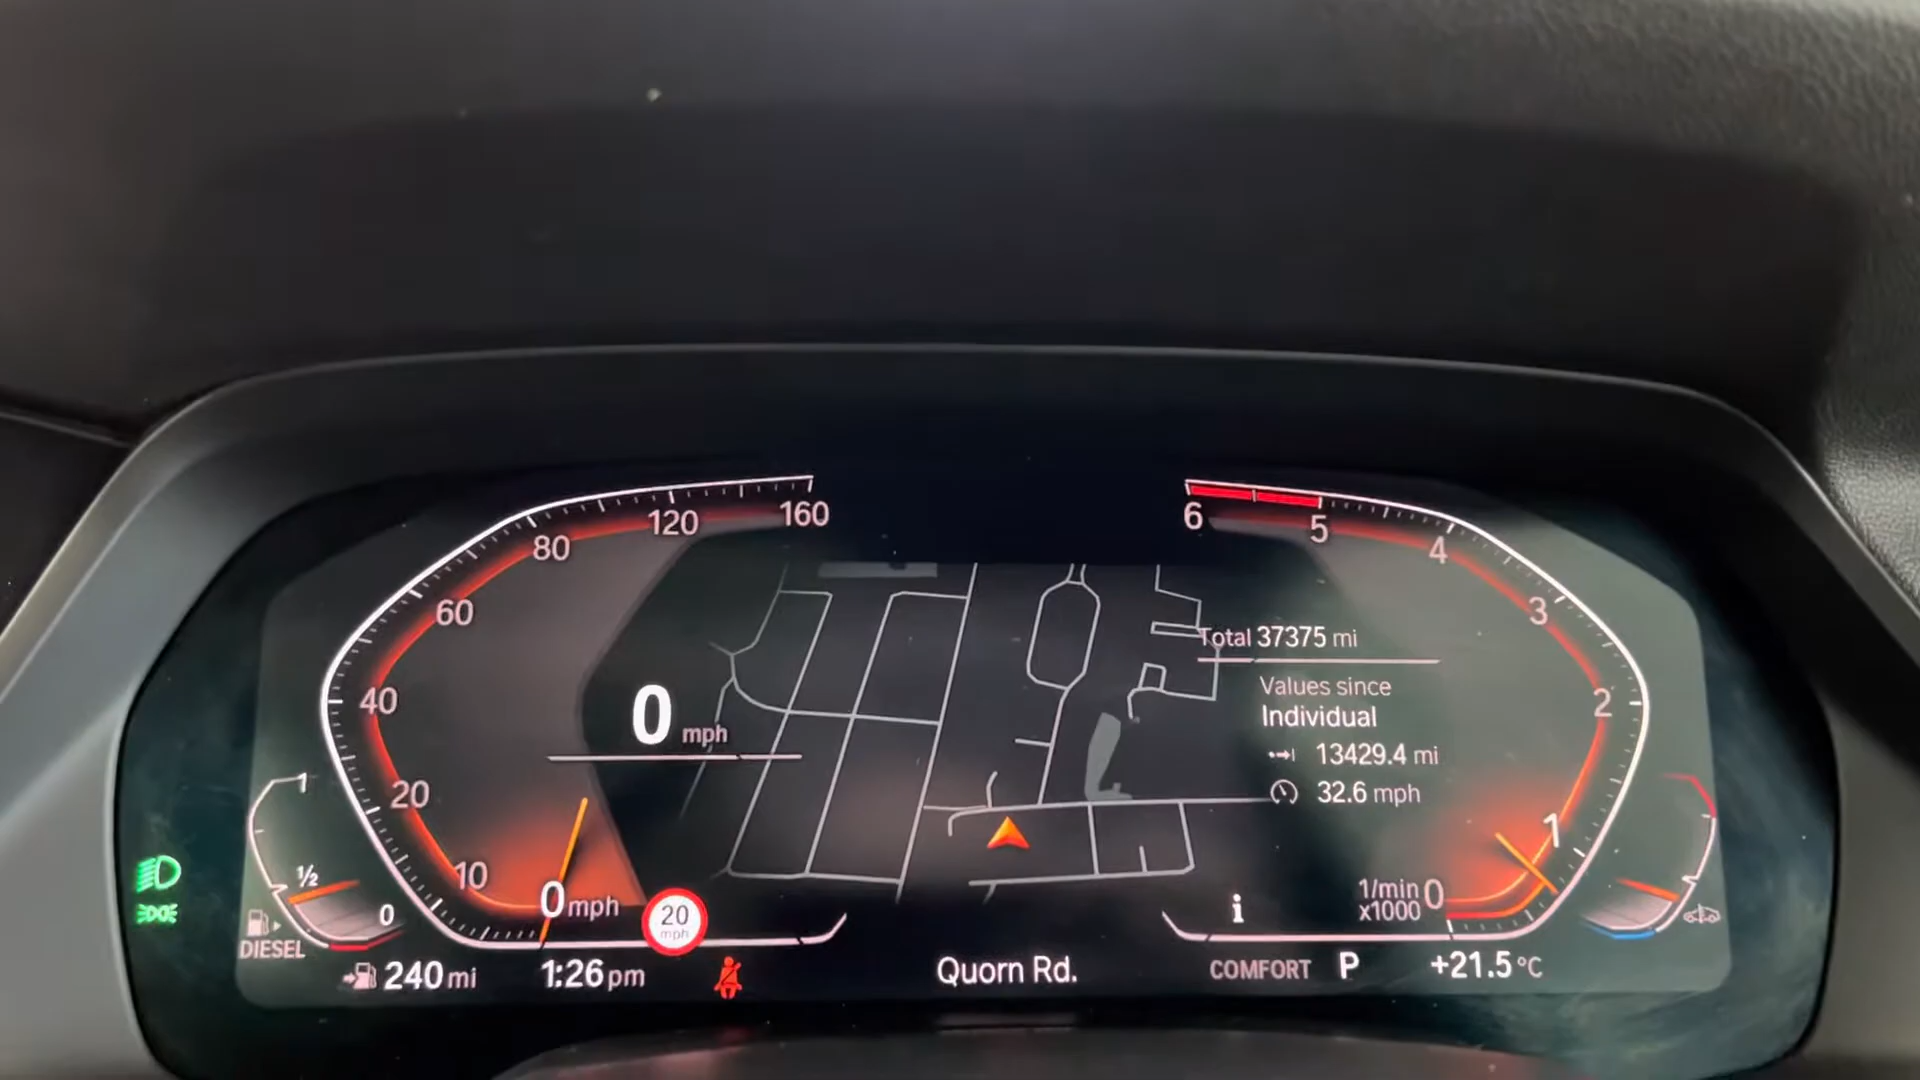 160
120
80
60
40
20
10
0 mph
0 mph
20
mph
1
½
0
DIESEL
240 mi
1:26 pm
Quorn Rd.
Total 37375 mi
Values since
Individual
13429.4 mi
32.6 mph
6
5
4
3
2
1
0
1/min
x1000
i
COMFORT P
+21.5 °C